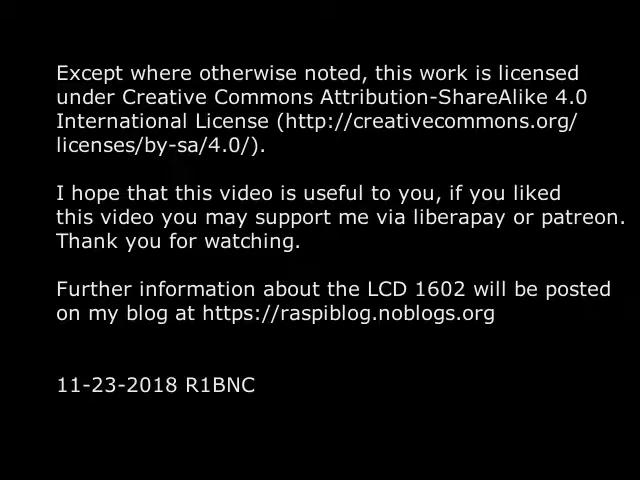 Except where otherwise noted, this work is licensed
under Creative Commons Attribution-ShareAlike 4.0
International License (http://creativecommons.org/
licenses/by-sa/4.0/).
I hope that this video is useful to you, if you liked
this video you may support me via liberapay or patreon.
Thank you for watching.
Further information about the LCD 1602 will be posted
on my blog at https://raspiblog.noblogs.org
11-23-2018 R1BNC